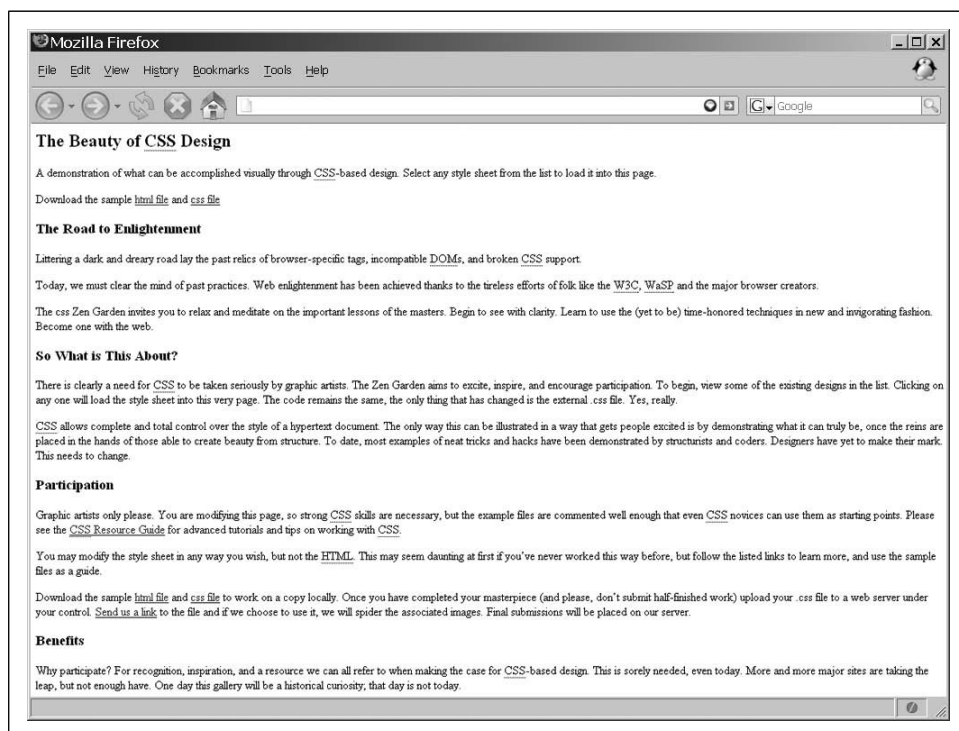 Mozilla Firefox
File Edit View History Bookmarks Tools Help
G Google
The Beauty of CSS Design
A demonstration of what can be accomplished visually through CSS-based design. Select any style sheet from the list to load it into this page.
Download the sample html file and css file
The Road to Enlightenment
Littering a dark and dreary road lay the past relics of browser-specific tags, incompatible DOMs, and broken CSS support.
Today, we must clear the mind of past practices. Web enlightenment has been achieved thanks to the tireless efforts of folk like the W3C, WaSP and the major browser creators.
The css Zen Garden invites you to relax and meditate on the important lessons of the masters. Begin to see with clarity. Learn to use the (yet to be) time-honored techniques in new and invigorating fashion.
Become one with the web.
So What is This About?
There is clearly a need for CSS to be taken seriously by graphic artists. The Zen Garden aims to excite, inspire, and encourage participation. To begin, view some of the existing designs in the list. Clicking on
any one will load the style sheet into this very page. The code remains the same, the only thing that has changed is the external .css file. Yes, really.
CSS allows complete and total control over the style of a hypertext document. The only way this can be illustrated in a way that gets people excited is by demonstrating what it can truly be, once the reins are
placed in the hands of those able to create beauty from structure. To date, most examples of neat tricks and hacks have been demonstrated by structurists and coders. Designers have yet to make their mark.
This needs to change.
Participation
Graphic artists only please. You are modifying this page, so strong CSS skills are necessary, but the example files are commented well enough that even CSS novices can use them as starting points. Please
see the CSS Resource Guide for advanced tutorials and tips on working with CSS.
You may modify the style sheet in any way you wish, but not the HTML. This may seem daunting at first if you've never worked this way before, but follow the listed links to learn more, and use the sample
files as a guide.
Download the sample html file and css file to work on a copy locally. Once you have completed your masterpiece (and please, don't submit half-finished work) upload your .css file to a web server under
your control. Send us a link to the file and if we choose to use it, we will spider the associated images. Final submissions will be placed on our server.
Benefits
Why participate? For recognition, inspiration, and a resource we can all refer to when making the case for CSS-based design. This is sorely needed, even today. More and more major sites are taking the
leap, but not enough have. One day this gallery will be a historical curiosity; that day is not today.